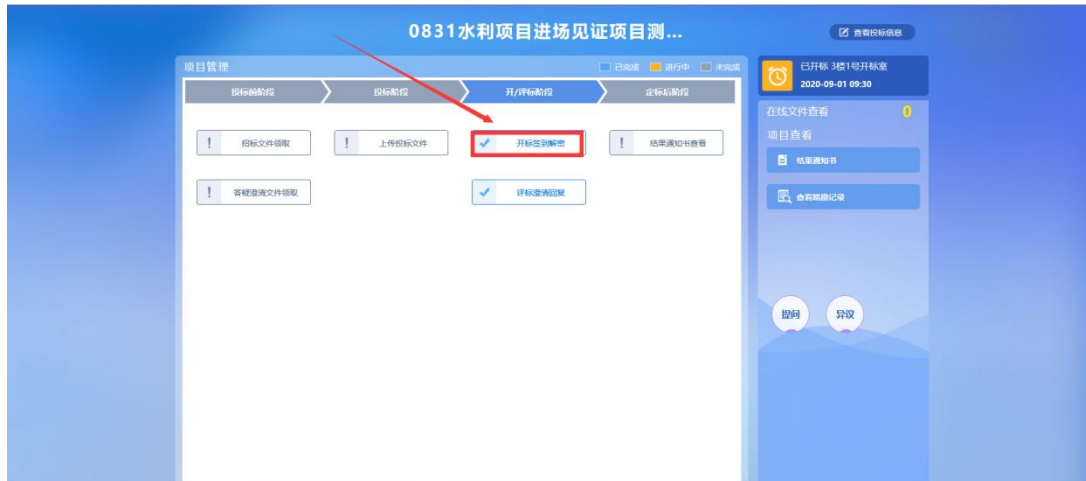 0831水利项目进场见证项目测...
查看投标信息
项目管理
已完成 进行中 未完成
投标前阶段 投标阶段 开/评标阶段 定标后阶段
招标文件领取 上传投标文件 开标签到解密 结果通知书查看
答疑澄清文件领取 评标澄清回复
已开标 3楼1号开标室
2020-09-01 09:30
在线文件查看 0
项目查看
结果通知书
查看踏勘记录
提问 异议